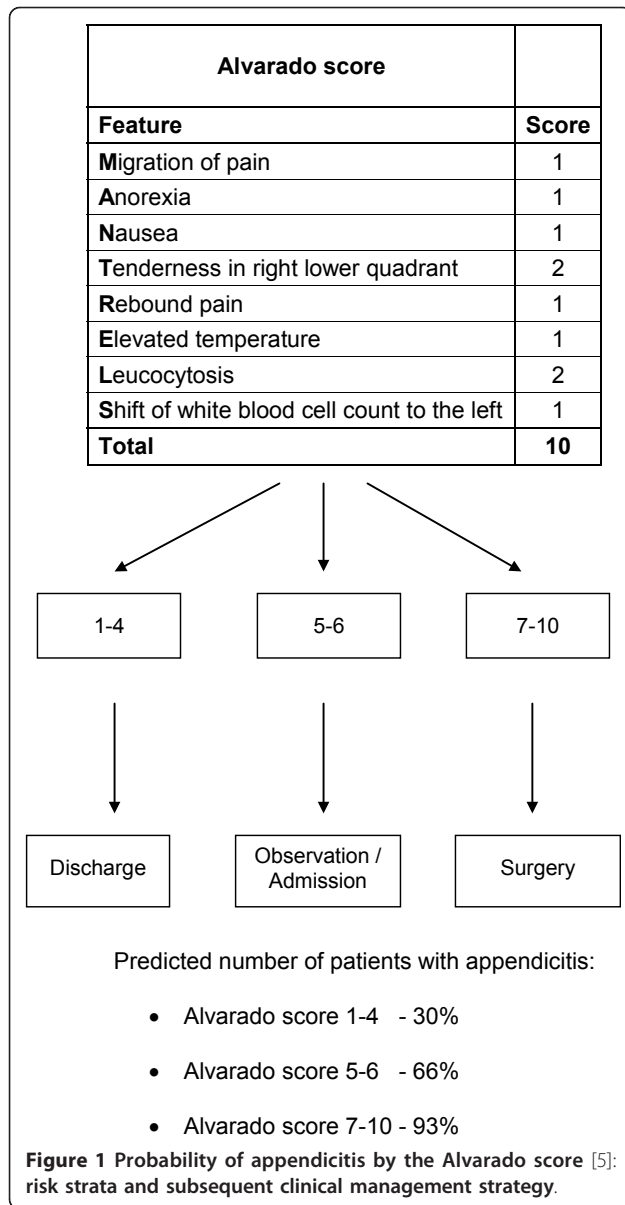 Alvarado score
Feature Score
Migration of pain 1
Anorexia 1
Nausea 1
Tenderness in right lower quadrant 2
Rebound pain 1
Elevated temperature 1
Leucocytosis 2
Shift of white blood cell count to the left 1
Total 10
1-4 5-6 7-10
Discharge Observation / Surgery
Admission
Predicted number of patients with appendicitis:
• Alvarado score 1-4 - 30%
• Alvarado score 5-6 - 66%
• Alvarado score 7-10 - 93%
Figure 1 Probability of appendicitis by the Alvarado score [5]:
risk strata and subsequent clinical management strategy.